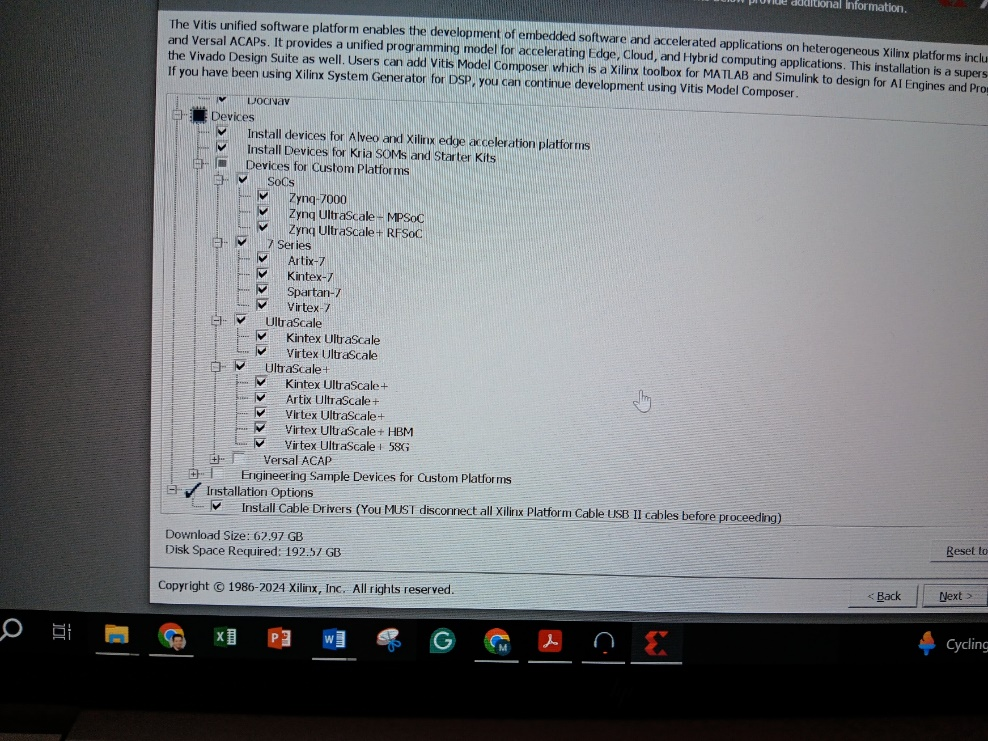 provide additional information.
The Vitis unified software platform enables the development of embedded software and accelerated applications on heterogeneous Xilinx platforms inclu
and Versal ACAPs. It provides a unified programming model for accelerating Edge, Cloud, and Hybrid computing applications. This installation is a supers
the Vivado Design Suite as well. Users can add Vitis Model Composer which is a Xilinx toolbox for MATLAB and Simulink to design for AI Engines and Pro
If you have been using Xilinx System Generator for DSP, you can continue development using Vitis Model Composer.
DocNav
Devices
Install devices for Alveo and Xilinx edge acceleration platforms
Install Devices for Kria SOMs and Starter Kits
Devices for Custom Platforms
SoCs
Zynq-7000
Zynq UltraScale+ MPSoC
Zynq UltraScale+ RFSoC
7 Series
Artix-7
Kintex-7
Spartan-7
Virtex-7
UltraScale
Kintex UltraScale
Virtex UltraScale
UltraScale+
Kintex UltraScale+
Artix UltraScale+
Virtex UltraScale+
Virtex UltraScale+ HBM
Virtex UltraScale+ 58G
Versal ACAP
Engineering Sample Devices for Custom Platforms
Installation Options
Install Cable Drivers (You MUST disconnect all Xilinx Platform Cable USB II cables before proceeding)
Download Size: 62.97 GB
Disk Space Required: 192.57 GB
Reset to
Copyright © 1986-2024 Xilinx, Inc. All rights reserved.
< Back
Next >
Cycling